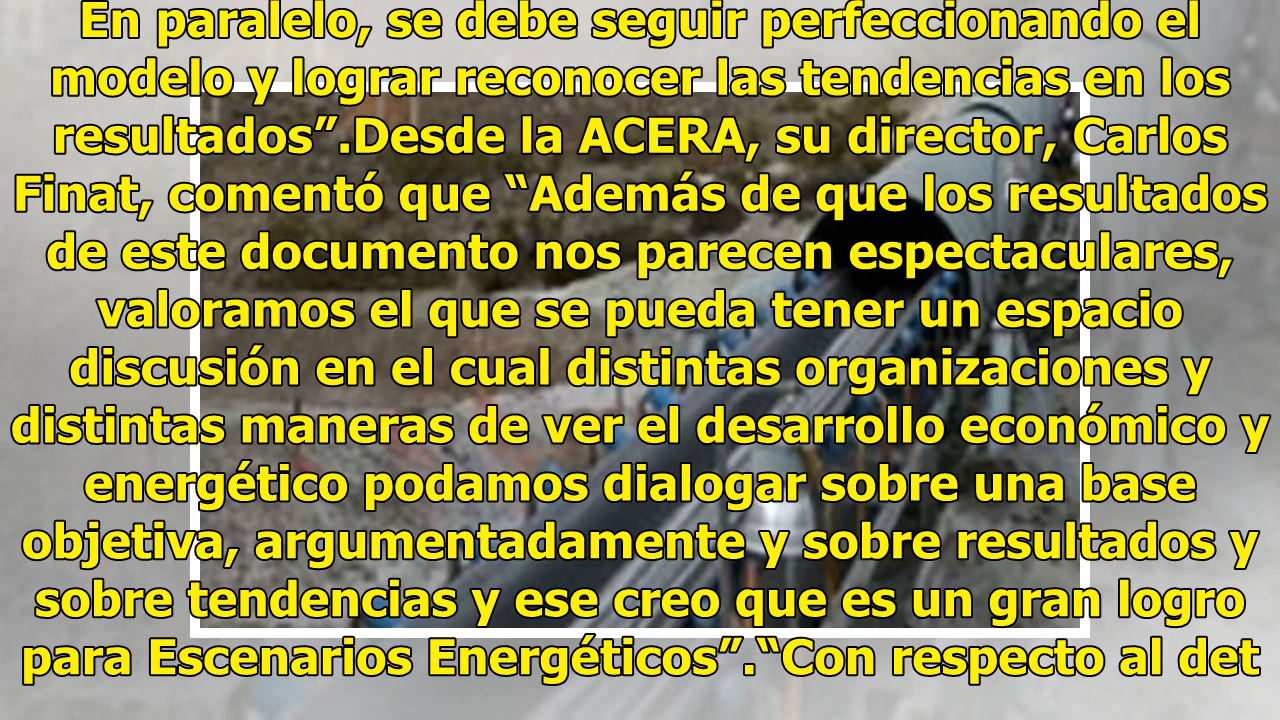 En paralelo, se debe seguir perfeccionando el
modelo y lograr reconocer las tendencias en los
resultados”.Desde la ACERA, su director, Carlos
Finat, comentó que “Además de que los resultados
de este documento nos parecen espectaculares,
valoramos el que se pueda tener un espacio
discusión en el cual distintas organizaciones y
distintas maneras de ver el desarrollo económico y
energético podamos dialogar sobre una base
objetiva, argumentadamente y sobre resultados y
sobre tendencias y ese creo que es un gran logro
para Escenarios Energéticos”.“Con respecto al det